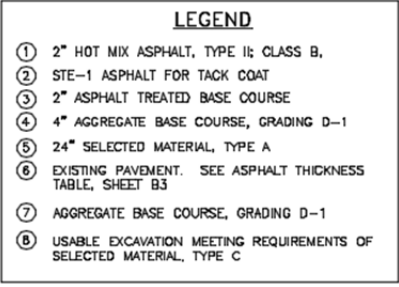 LEGEND
1 2" HOT MIX ASPHALT, TYPE II; CLASS B,
2 STE-1 ASPHALT FOR TACK COAT
3 2" ASPHALT TREATED BASE COURSE
4 4" AGGREGATE BASE COURSE, GRADING D-1
5 24" SELECTED MATERIAL, TYPE A
6 EXISTING PAVEMENT. SEE ASPHALT THICKNESS
TABLE, SHEET B3
7 AGGREGATE BASE COURSE, GRADING D-1
8 USABLE EXCAVATION MEETING REQUIREMENTS OF
SELECTED MATERIAL, TYPE C